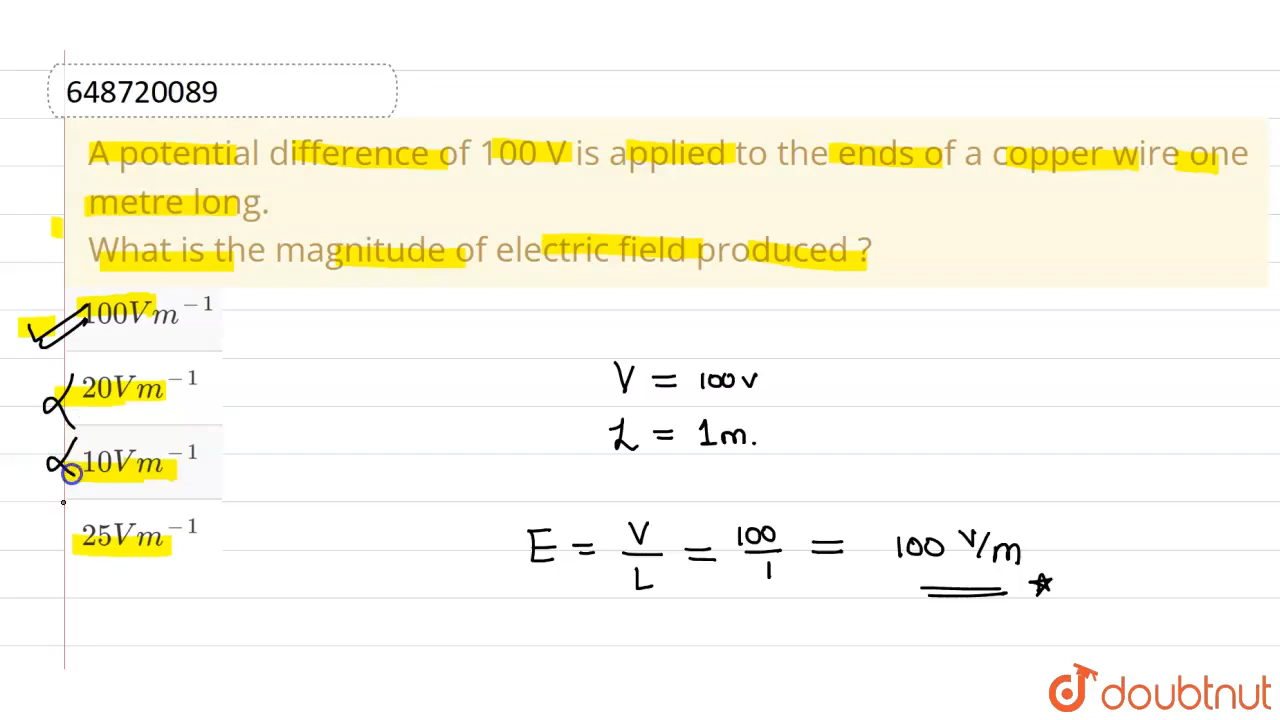 648720089
A potential difference of 100 V is applied to the ends of a copper wire one
metre long.
What is the magnitude of electric field produced ?
100Vm⁻¹
20Vm⁻¹
10Vm⁻¹
25Vm⁻¹
V = 100V
L = 1m.
E = V/L = 100/1 = 100 V/m
doubtnut